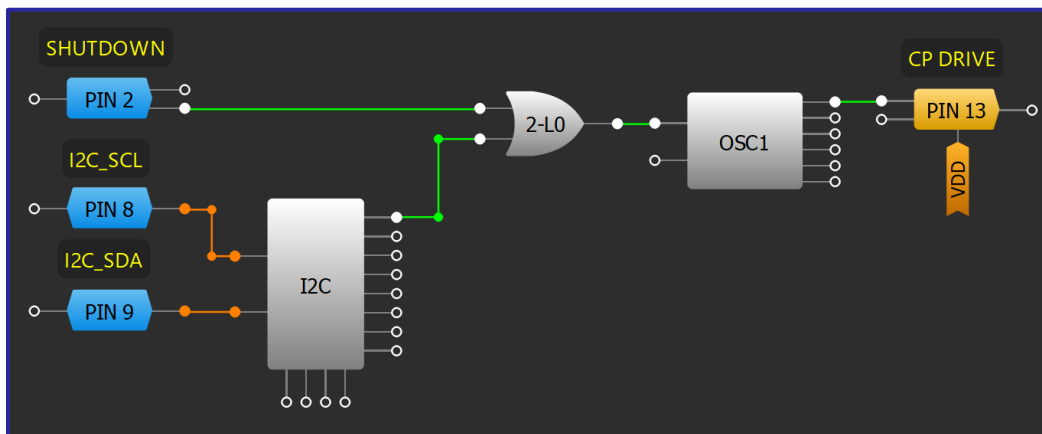 SHUTDOWN
PIN 2
I2C_SCL
PIN 8
I2C_SDA
PIN 9
I2C
2-L0
OSC1
CP DRIVE
PIN 13
VDD